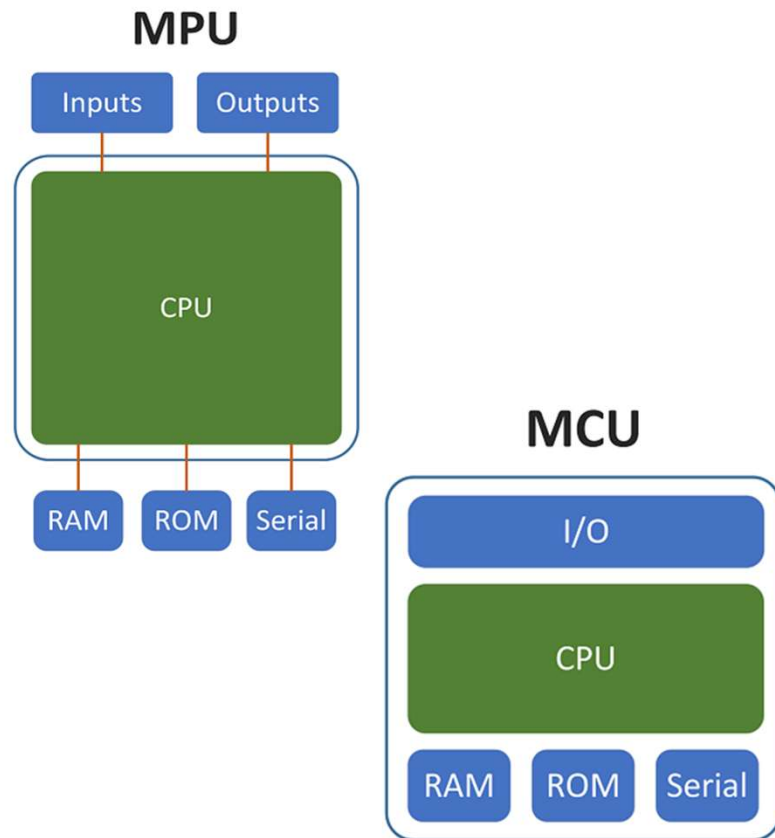 MPU
Inputs Outputs
CPU
RAM ROM Serial
MCU
I/O
CPU
RAM ROM Serial